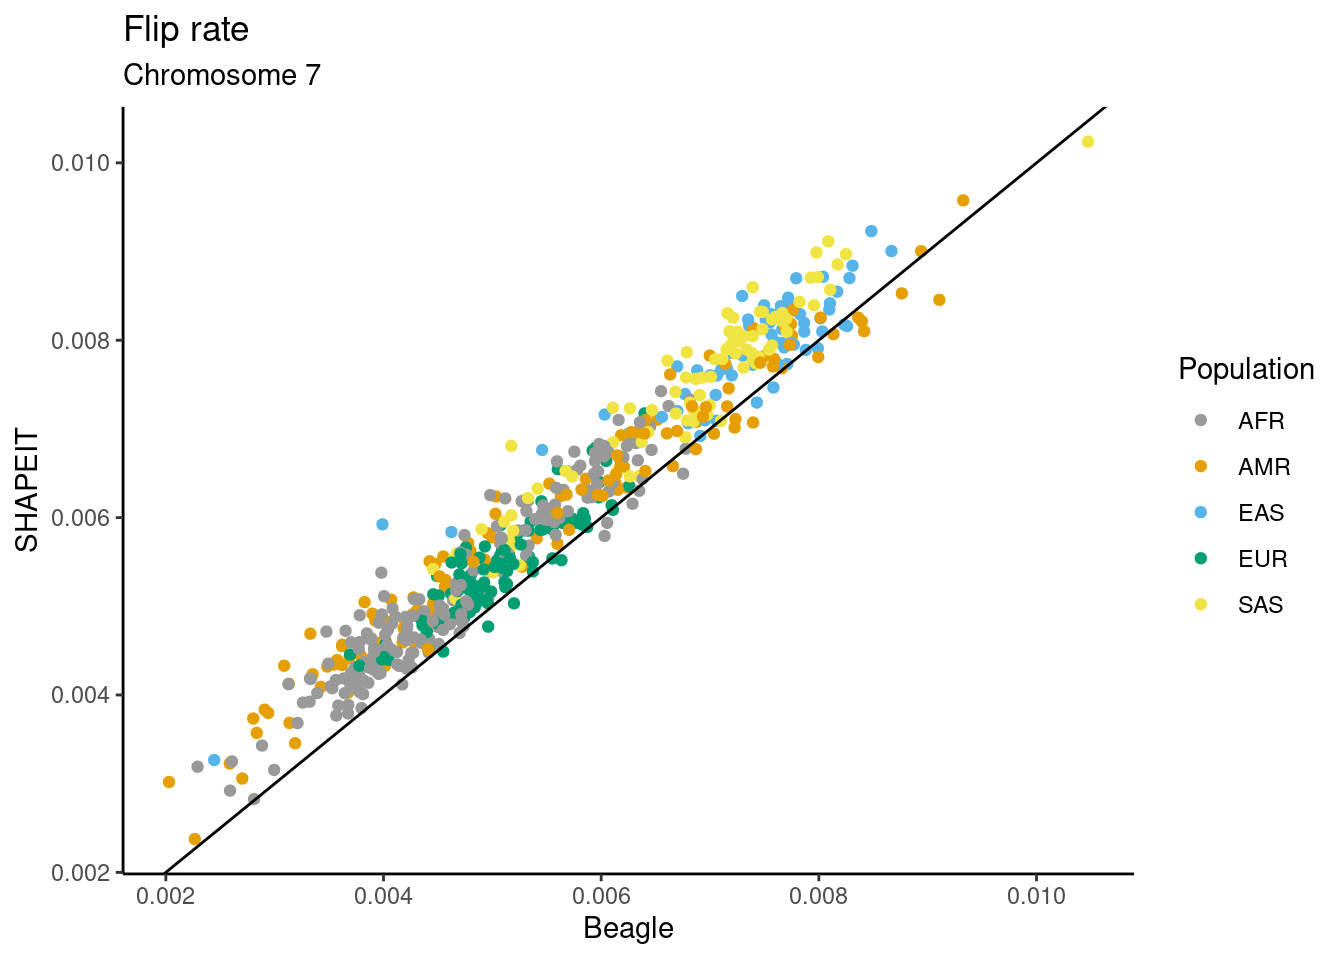 Flip rate
Chromosome 7
0.010
0.008
0.006
0.004
0.002
SHAPEIT
0.002
0.004
0.006
0.008
0.010
Beagle
Population
AFR
AMR
EAS
EUR
SAS